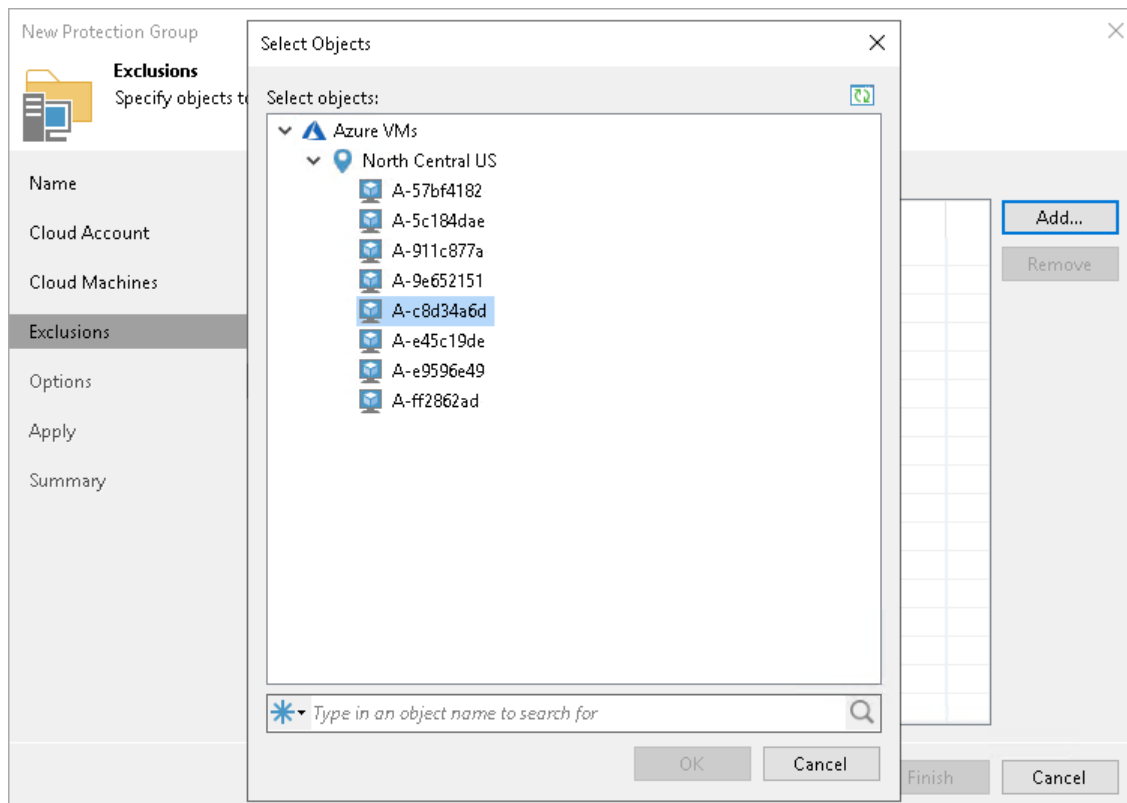 New Protection Group
Exclusions
Specify objects to
Name
Cloud Account
Cloud Machines
Exclusions
Options
Apply
Summary
Select Objects
Select objects:
Azure VMs
North Central US
A-57bf4182
A-5c184dae
A-911c877a
A-9e652151
A-c8d34a6d
A-e45c19de
A-e9596e49
A-ff2862ad
Type in an object name to search for
OK
Cancel
Add...
Remove
Finish
Cancel